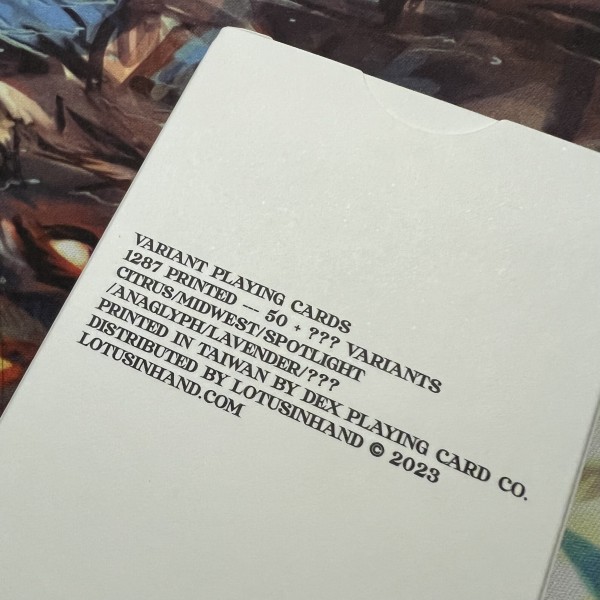 VARIANT PLAYING CARDS
1287 PRINTED — 50 + ??? VARIANTS
CITRUS/MIDWEST/SPOTLIGHT
/ANAGLYPH/LAVENDER/???
PRINTED IN TAIWAN BY DEX PLAYING CARD CO.
DISTRIBUTED BY LOTUSINHAND © 2023
LOTUSINHAND.COM